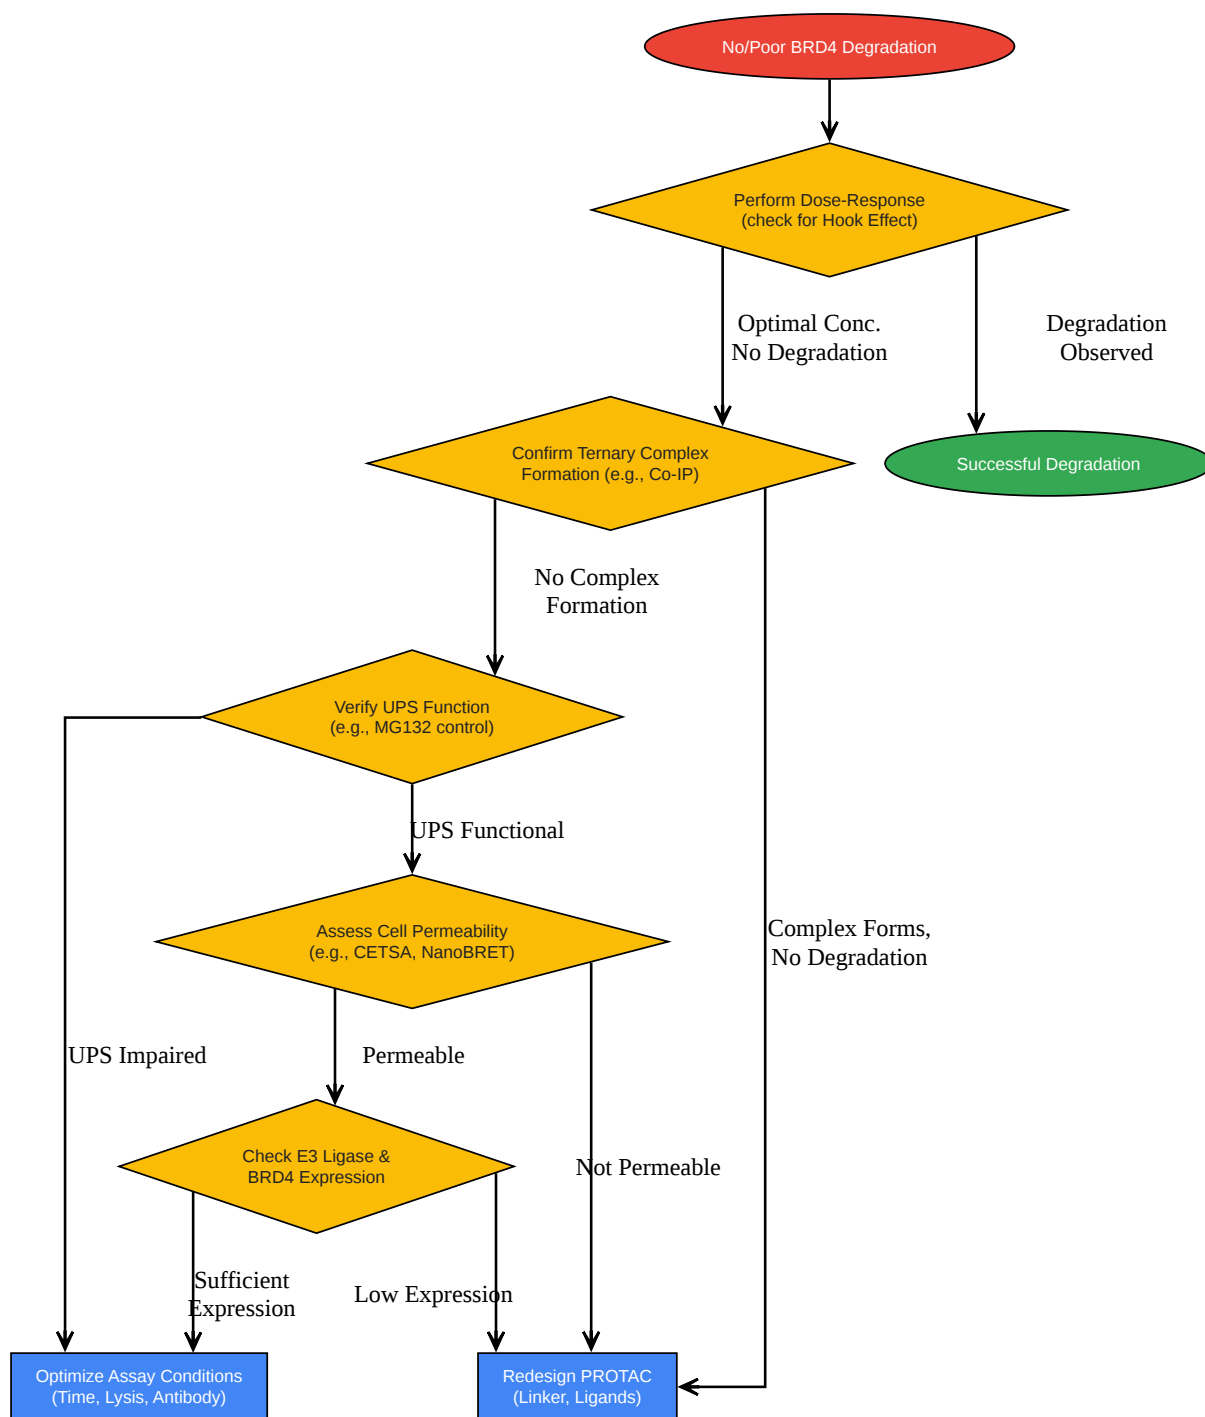 No/Poor BRD4 Degradation
Perform Dose-Response
(check for Hook Effect)
Optimal Conc.
No Degradation
Degradation
Observed
Confirm Ternary Complex
Formation (e.g., Co-IP)
Successful Degradation
No Complex
Formation
Verify UPS Function
(e.g., MG132 control)
UPS Functional
Assess Cell Permeability
(e.g., CETSA, NanoBRET)
Complex Forms,
No Degradation
UPS Impaired
Permeable
Check E3 Ligase &
BRD4 Expression
Not Permeable
Sufficient
Expression
Low Expression
Optimize Assay Conditions
(Time, Lysis, Antibody)
Redesign PROTAC
(Linker, Ligands)